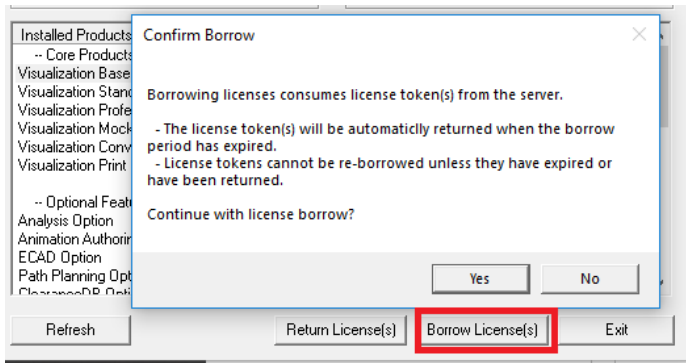 Installed Products
-- Core Products
Visualization Base
Visualization Stand
Visualization Profe
Visualization Mock
Visualization Conv
Visualization Print
-- Optional Feat
Analysis Option
Animation Authorin
ECAD Option
Path Planning Opt
ClearanceDB Opti
Confirm Borrow
Borrowing licenses consumes license token(s) from the server.
- The license token(s) will be automaticlly returned when the borrow
period has expired.
- License tokens cannot be re-borrowed unless they have expired or
have been returned.
Continue with license borrow?
Yes
No
Refresh
Return License(s)
Borrow License(s)
Exit